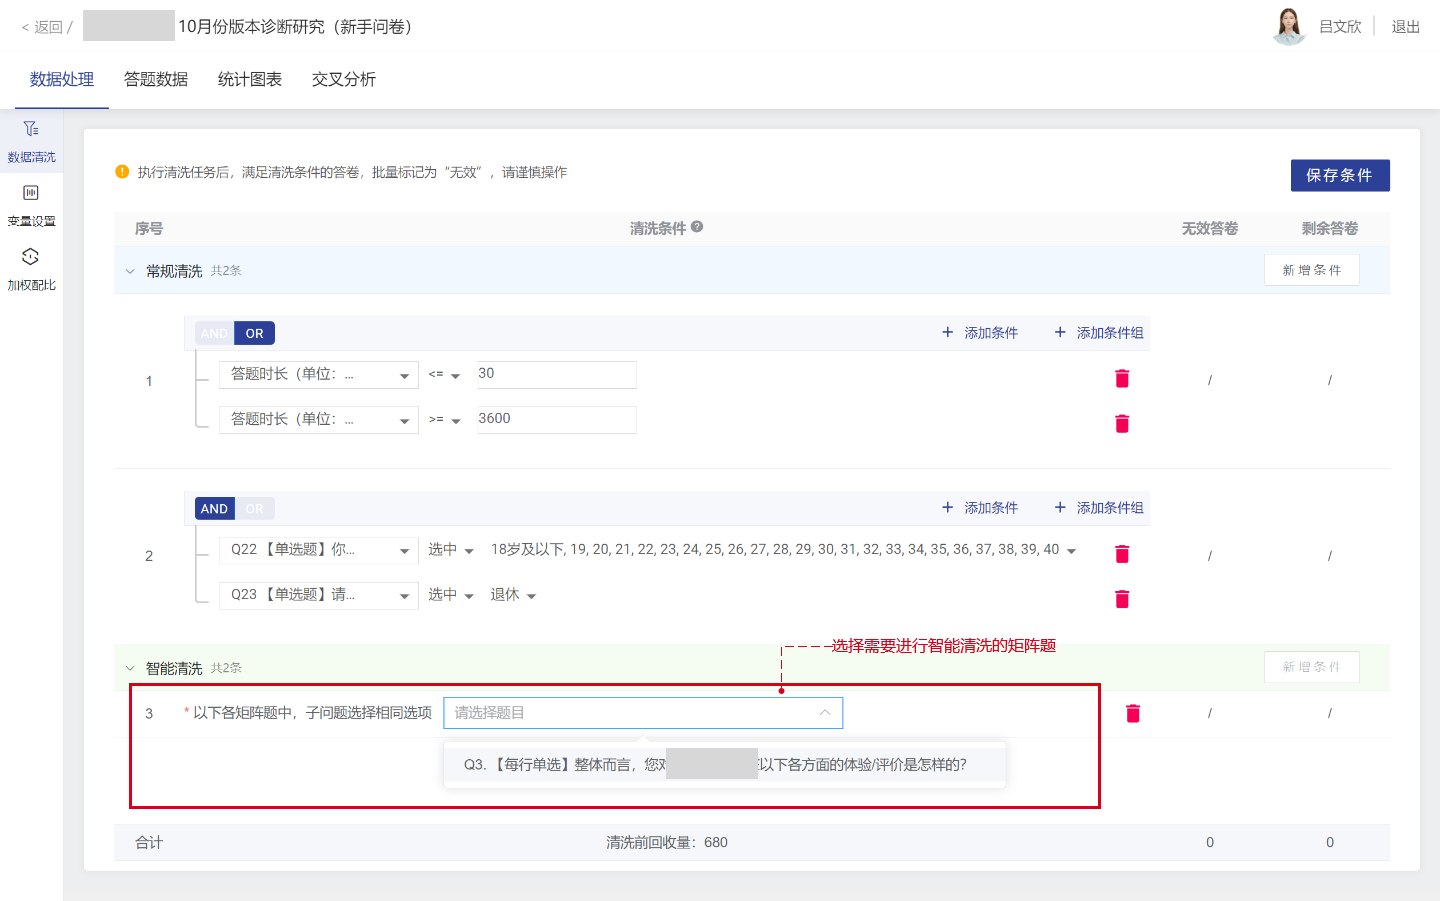 < 返回 / 10月份版本诊断研究（新手问卷）
吕文欣 退出
数据处理 答题数据 统计图表 交叉分析
数据清洗
变量设置
加权配比
执行清洗任务后，满足清洗条件的答卷，批量标记为“无效”，请谨慎操作
保存条件
序号 清洗条件 无效答卷 剩余答卷
常规清洗 共2条 新增条件
AND OR + 添加条件 + 添加条件组
1
答题时长（单位：... <= 30
/ /
答题时长（单位：... >= 3600
AND OR + 添加条件 + 添加条件组
2
Q22 【单选题】你... 选中 18岁及以下, 19, 20, 21, 22, 23, 24, 25, 26, 27, 28, 29, 30, 31, 32, 33, 34, 35, 36, 37, 38, 39, 40
/ /
Q23 【单选题】请... 选中 退休
选择需要进行智能清洗的矩阵题
智能清洗 共2条 新增条件
3 * 以下各矩阵题中，子问题选择相同选项 请选择题目 / /
Q3. 【每行单选】整体而言，您对 以下各方面的体验/评价是怎样的？
合计 清洗前回收量：680 0 0